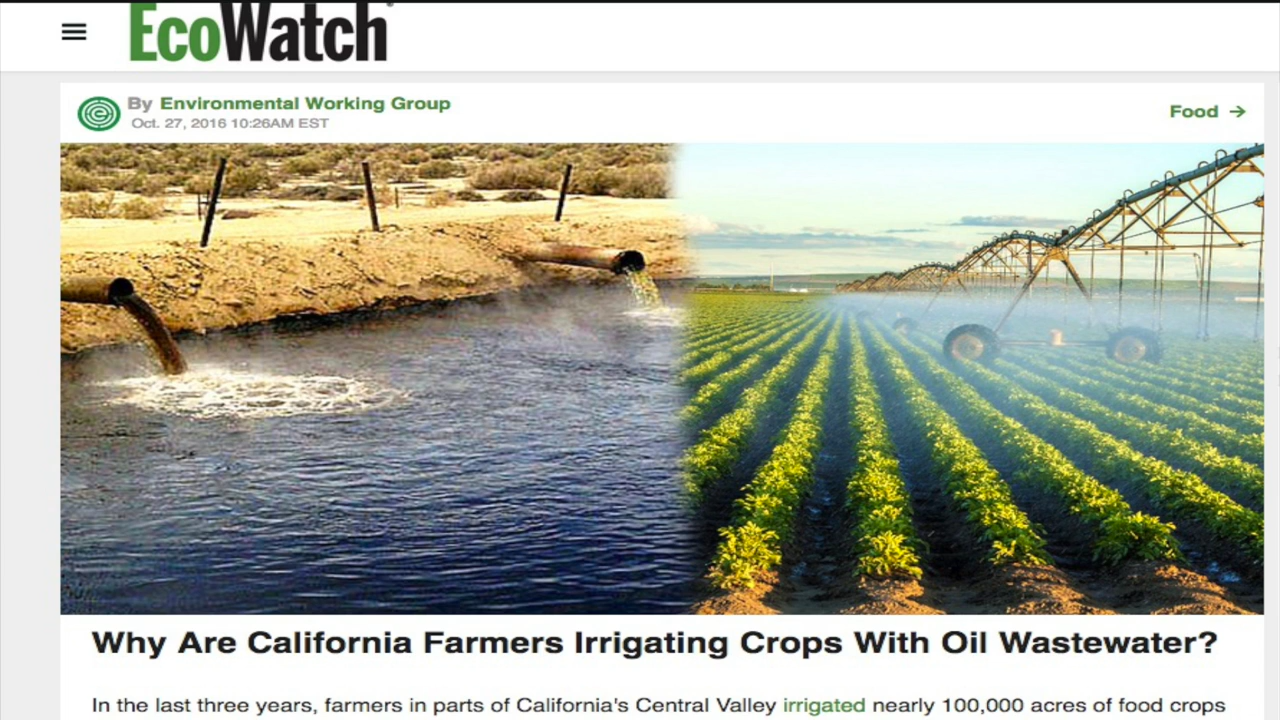 EcoWatch
By Environmental Working Group
Food →
Oct. 27, 2016 10:26AM EST
Why Are California Farmers Irrigating Crops With Oil Wastewater?
In the last three years, farmers in parts of California's Central Valley irrigated nearly 100,000 acres of food crops